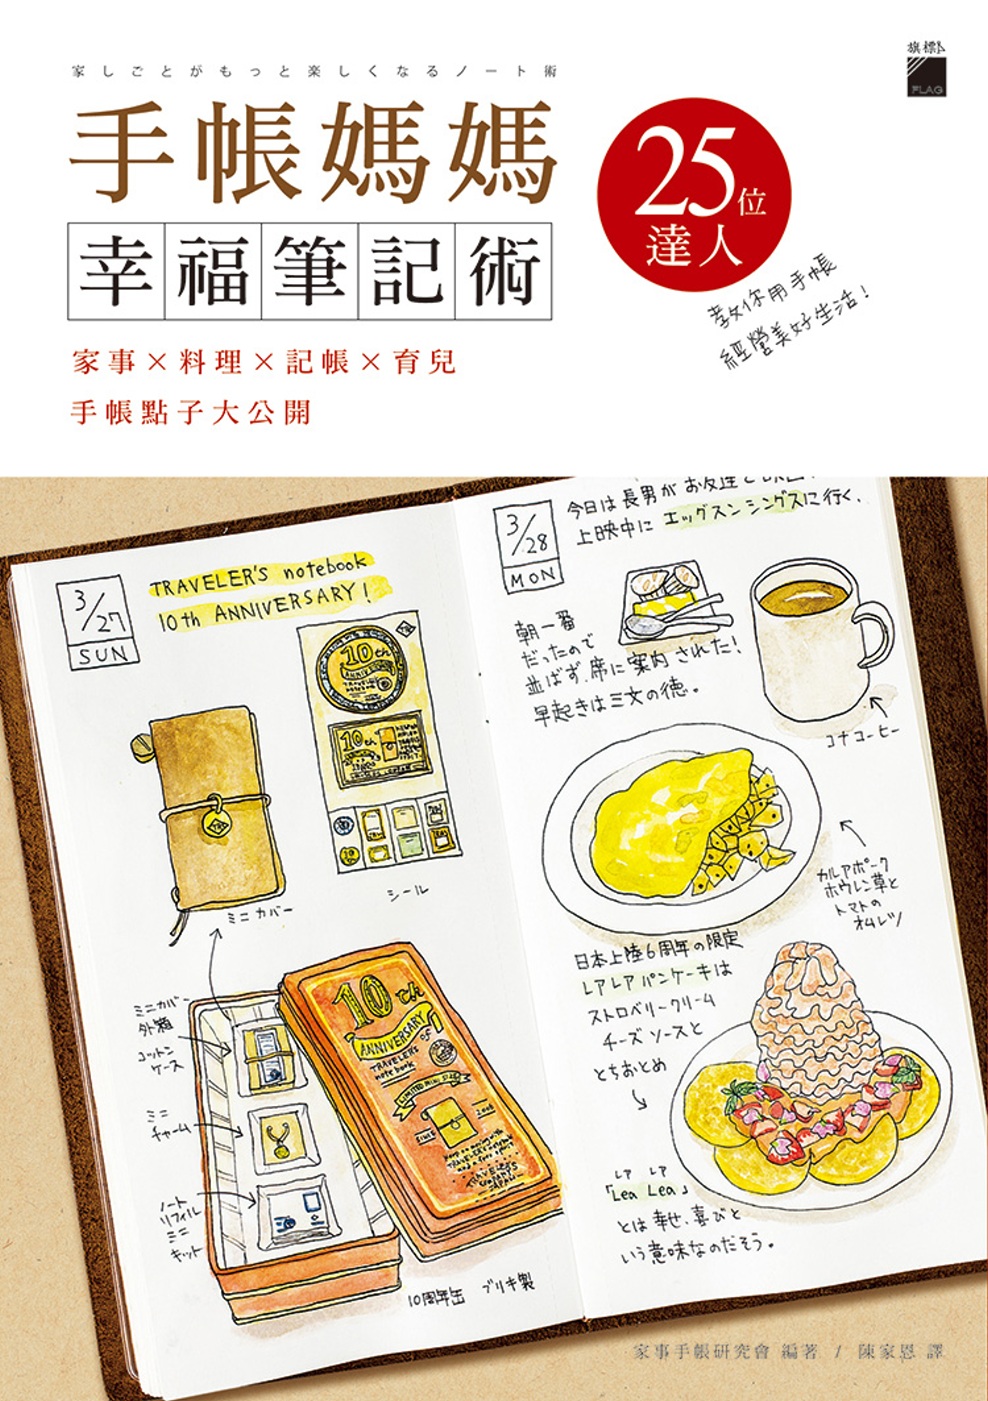 家しごとがもっと楽しくなるノート術
旗標
FLAG
手帳媽媽
幸福筆記術
25位
達人
教你用手帳
經營美好生活!
家事×料理×記帳×育兒
手帳點子大公開
3/27
SUN
TRAVELER'S notebook
10th ANNIVERSARY!
10th
ANNIVERSARY
10th
シール
ミニカバー
ミニカバー
外箱
コットン
ケース
ミニ
チャーム
ノート
リフィル
ミニ
キット
10th
ANNIVERSARY
TRAVELER'S
notebook
LIMITED MINI SIZE
10周年缶 ブリキ製
3/28
MON
今日は長男がお友達と映画
上映中にエッグスンシングスに行く、
朝一番
だったので
並ばず、席に案内された!
早起きは三文の徳。
コナコーヒー
カルアポーク
ホウレン草と
トマトの
オムレツ
日本上陸6周年の限定
レアレアパンケーキは
ストロベリークリーム
チーズソースと
とちおとめ
レア レア
「Lea Lea」
とは幸せ、喜びと
いう意味なのだそう。
家事手帳研究會 編著 / 陳家恩 譯